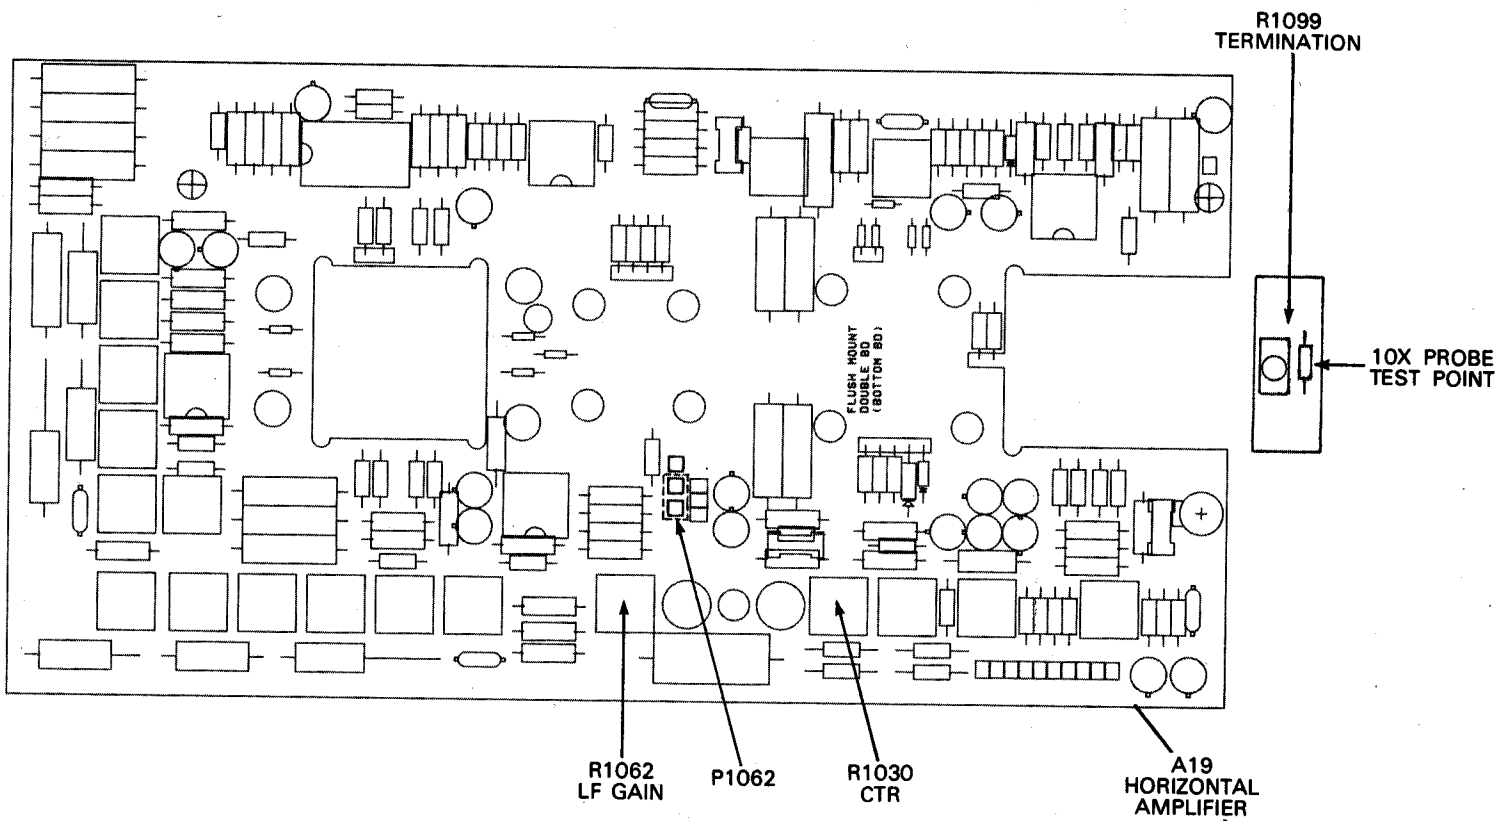 R1099
TERMINATION
10X PROBE
TEST POINT
FLUSH MOUNT
DOUBLE BD
(BOTTOM BD)
R1062
LF GAIN
P1062
R1030
CTR
A19
HORIZONTAL
AMPLIFIER